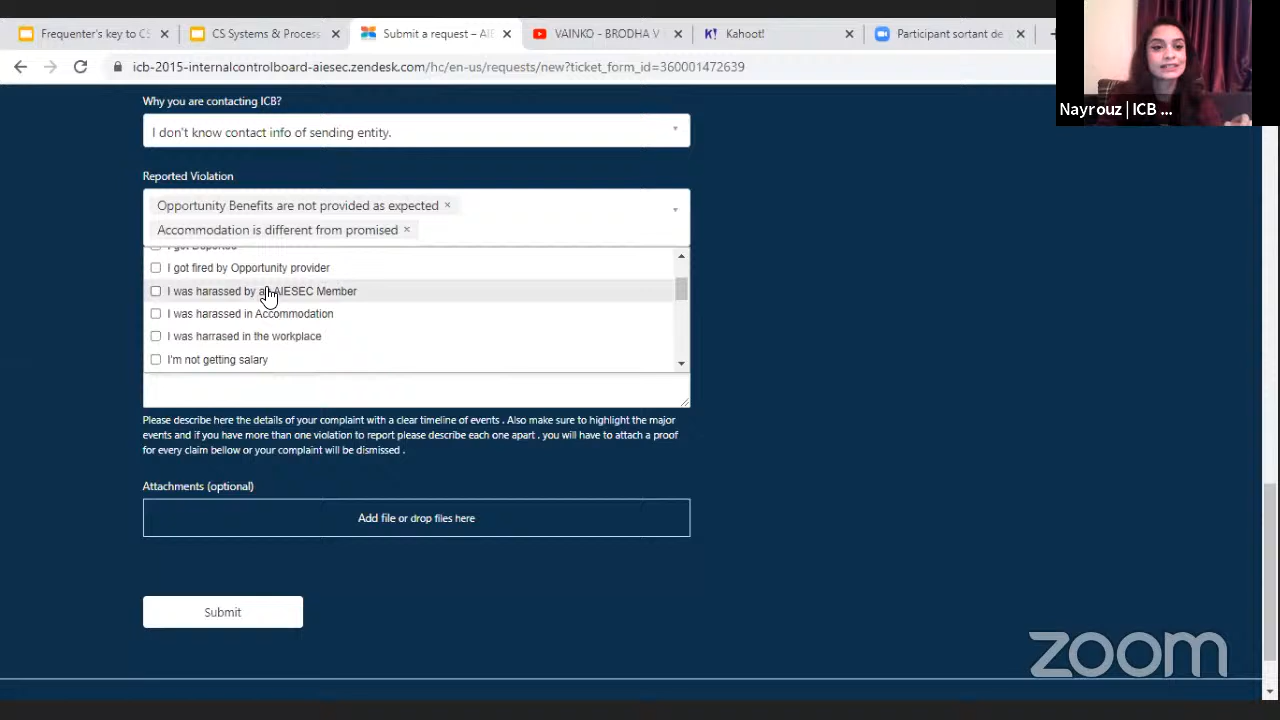 Frequenter's key to CS
CS Systems & Process
Submit a request – AIE
VAINKO - BRODHA V
Kahoot!
Participant sortant de
icb-2015-internalcontrolboard-aiesec.zendesk.com/hc/en-us/requests/new?ticket_form_id=360001472639
Nayrouz | ICB ...
Why you are contacting ICB?
I don't know contact info of sending entity.
Reported Violation
Opportunity Benefits are not provided as expected ×
Accommodation is different from promised ×
I got Deported
I got fired by Opportunity provider
I was harassed by an AIESEC Member
I was harassed in Accommodation
I was harrased in the workplace
I'm not getting salary
Please describe here the details of your complaint with a clear timeline of events . Also make sure to highlight the major
events and if you have more than one violation to report please describe each one apart . you will have to attach a proof
for every claim bellow or your complaint will be dismissed .
Attachments (optional)
Add file or drop files here
Submit
zoom